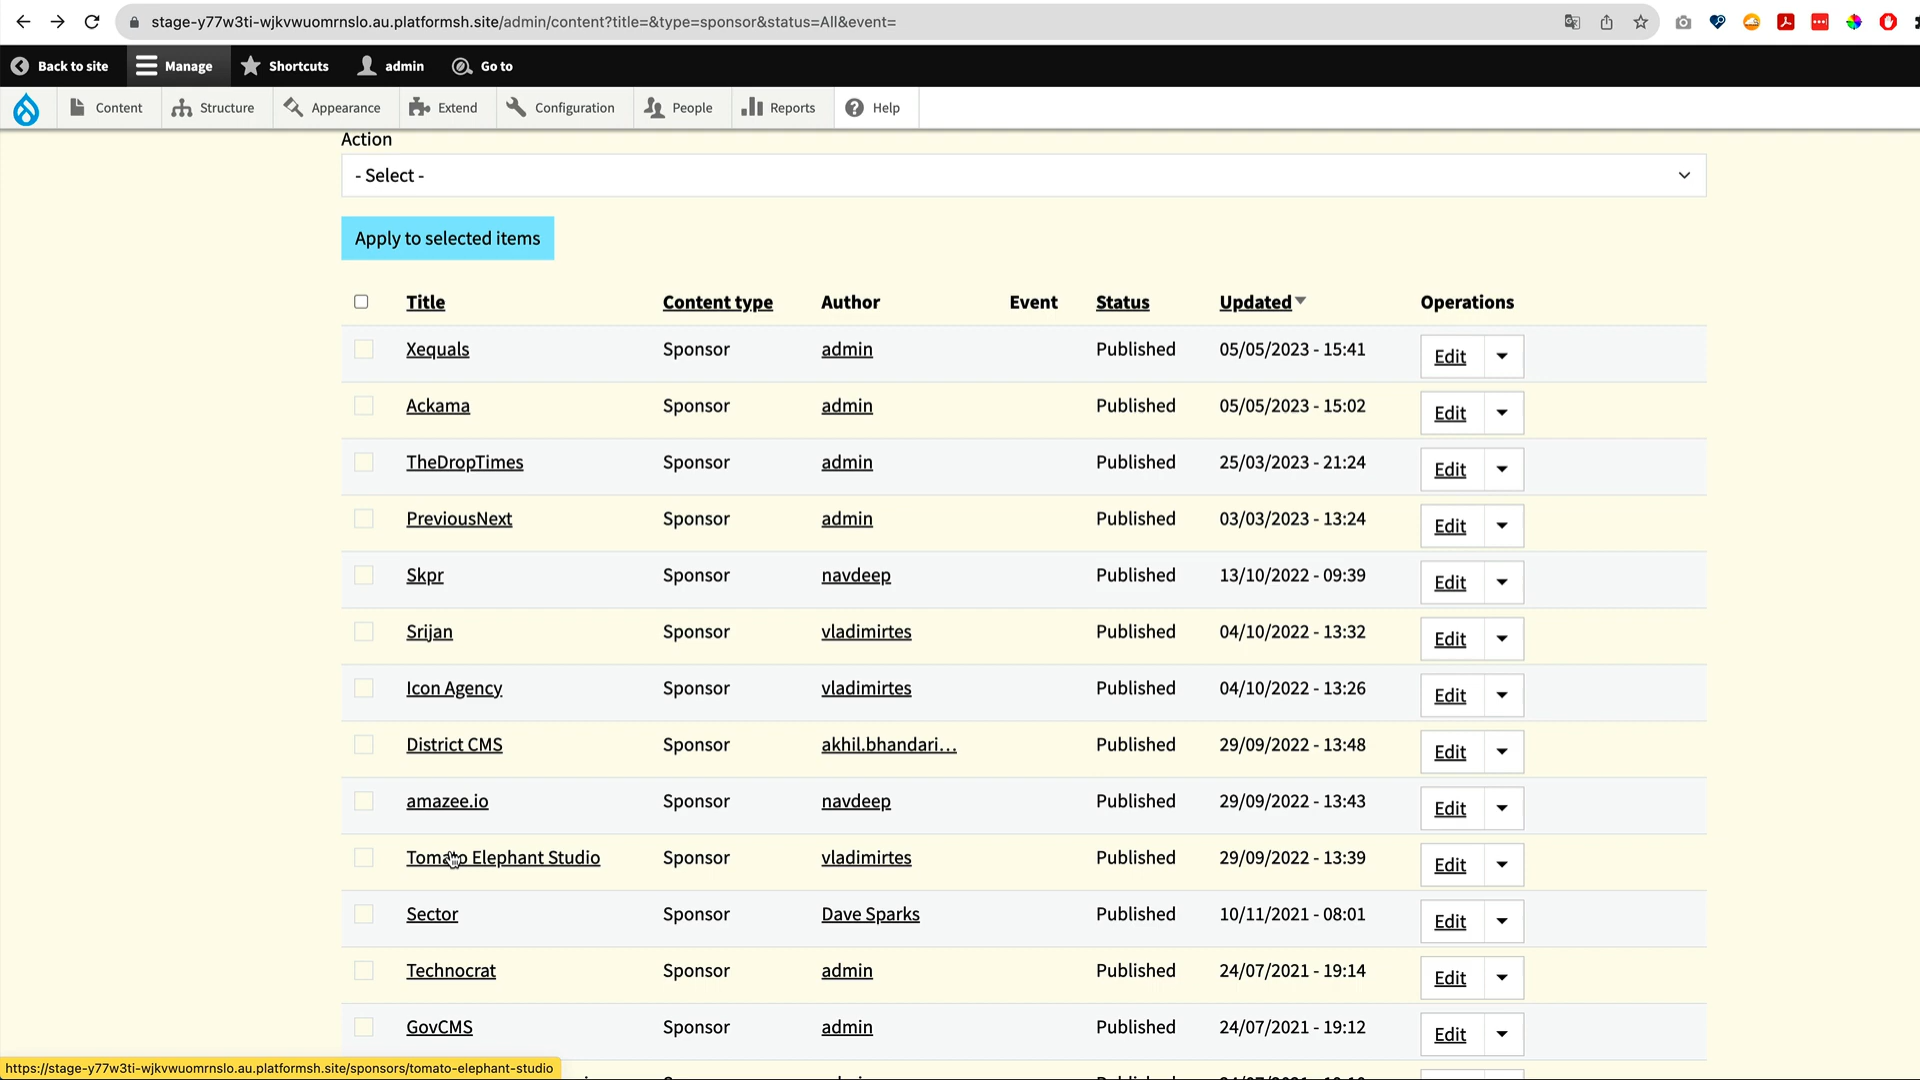 stage-y77w3ti-wjkvwuomrnslo.au.platformsh.site/admin/content?title=&type=sponsor&status=All&event=
Back to site Manage Shortcuts admin Go to
Content Structure Appearance Extend Configuration People Reports Help
Action
- Select -
Apply to selected items
Title Content type Author Event Status Updated Operations
Xequals Sponsor admin Published 05/05/2023 - 15:41 Edit
Ackama Sponsor admin Published 05/05/2023 - 15:02 Edit
TheDropTimes Sponsor admin Published 25/03/2023 - 21:24 Edit
PreviousNext Sponsor admin Published 03/03/2023 - 13:24 Edit
Skpr Sponsor navdeep Published 13/10/2022 - 09:39 Edit
Srijan Sponsor vladimirtes Published 04/10/2022 - 13:32 Edit
Icon Agency Sponsor vladimirtes Published 04/10/2022 - 13:26 Edit
District CMS Sponsor akhil.bhandari... Published 29/09/2022 - 13:48 Edit
amazee.io Sponsor navdeep Published 29/09/2022 - 13:43 Edit
Tomato Elephant Studio Sponsor vladimirtes Published 29/09/2022 - 13:39 Edit
Sector Sponsor Dave Sparks Published 10/11/2021 - 08:01 Edit
Technocrat Sponsor admin Published 24/07/2021 - 19:14 Edit
GovCMS Sponsor admin Published 24/07/2021 - 19:12 Edit
https://stage-y77w3ti-wjkvwuomrnslo.au.platformsh.site/sponsors/tomato-elephant-studio